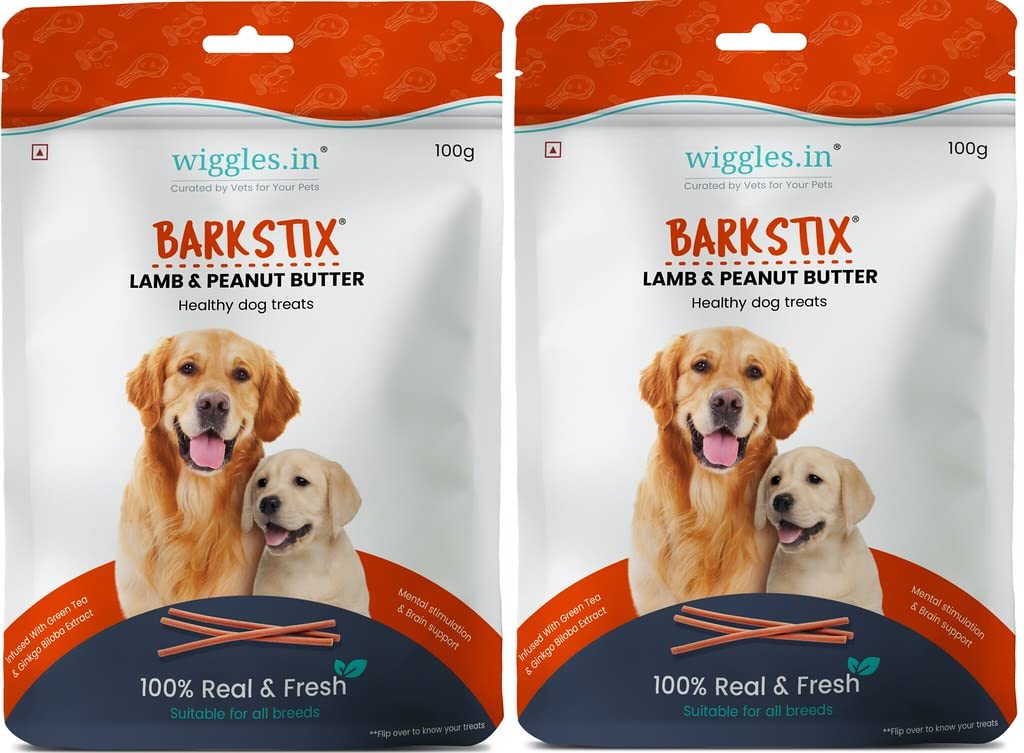 wiggles.in®
100g
Curated by Vets for Your Pets
BARKSTIX®
LAMB & PEANUT BUTTER
Healthy dog treats
Infused With Green Tea
& Ginkgo Biloba Extract
Mental stimulation
& Brain support
100% Real & Fresh
Suitable for all breeds
**Flip over to know your treats
wiggles.in®
100g
Curated by Vets for Your Pets
BARKSTIX®
LAMB & PEANUT BUTTER
Healthy dog treats
Infused With Green Tea
& Ginkgo Biloba Extract
Mental stimulation
& Brain support
100% Real & Fresh
Suitable for all breeds
**Flip over to know your treats